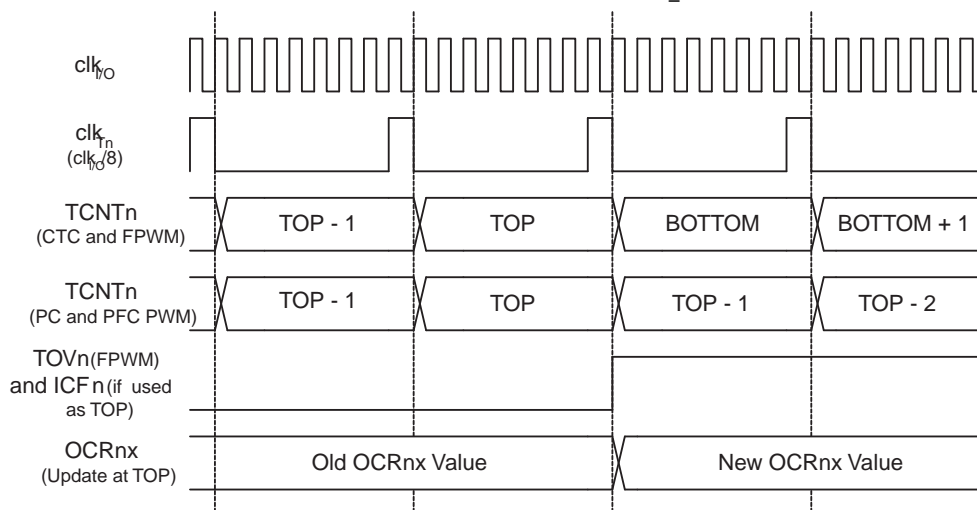 clkI/O
clkTn
(clkI/O/8)
TCNTn
(CTC and FPWM)
TOP - 1
TOP
BOTTOM
BOTTOM + 1
TCNTn
(PC and PFC PWM)
TOP - 1
TOP
TOP - 1
TOP - 2
TOVn(FPWM)
and ICFn(if used
as TOP)
OCRnx
(Update at TOP)
Old OCRnx Value
New OCRnx Value